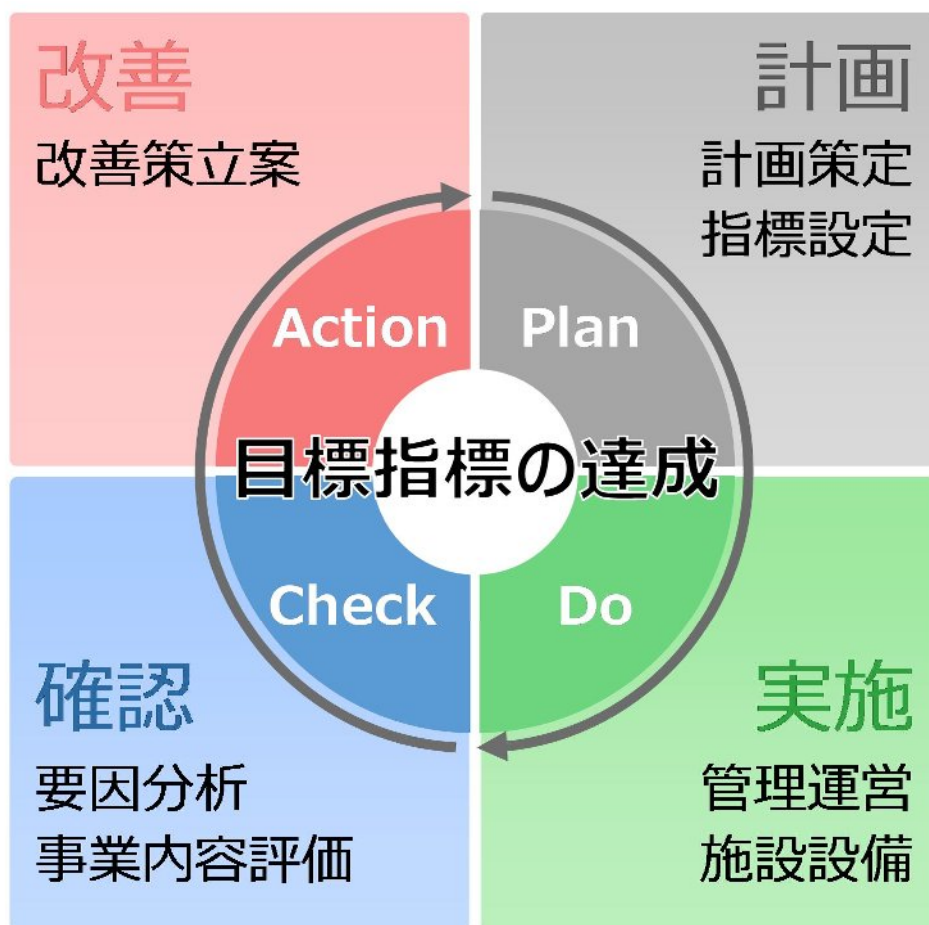 改善
改善策立案
計画
計画策定
指標設定
Action
Plan
目標指標の達成
Check
Do
確認
要因分析
事業内容評価
実施
管理運営
施設設備